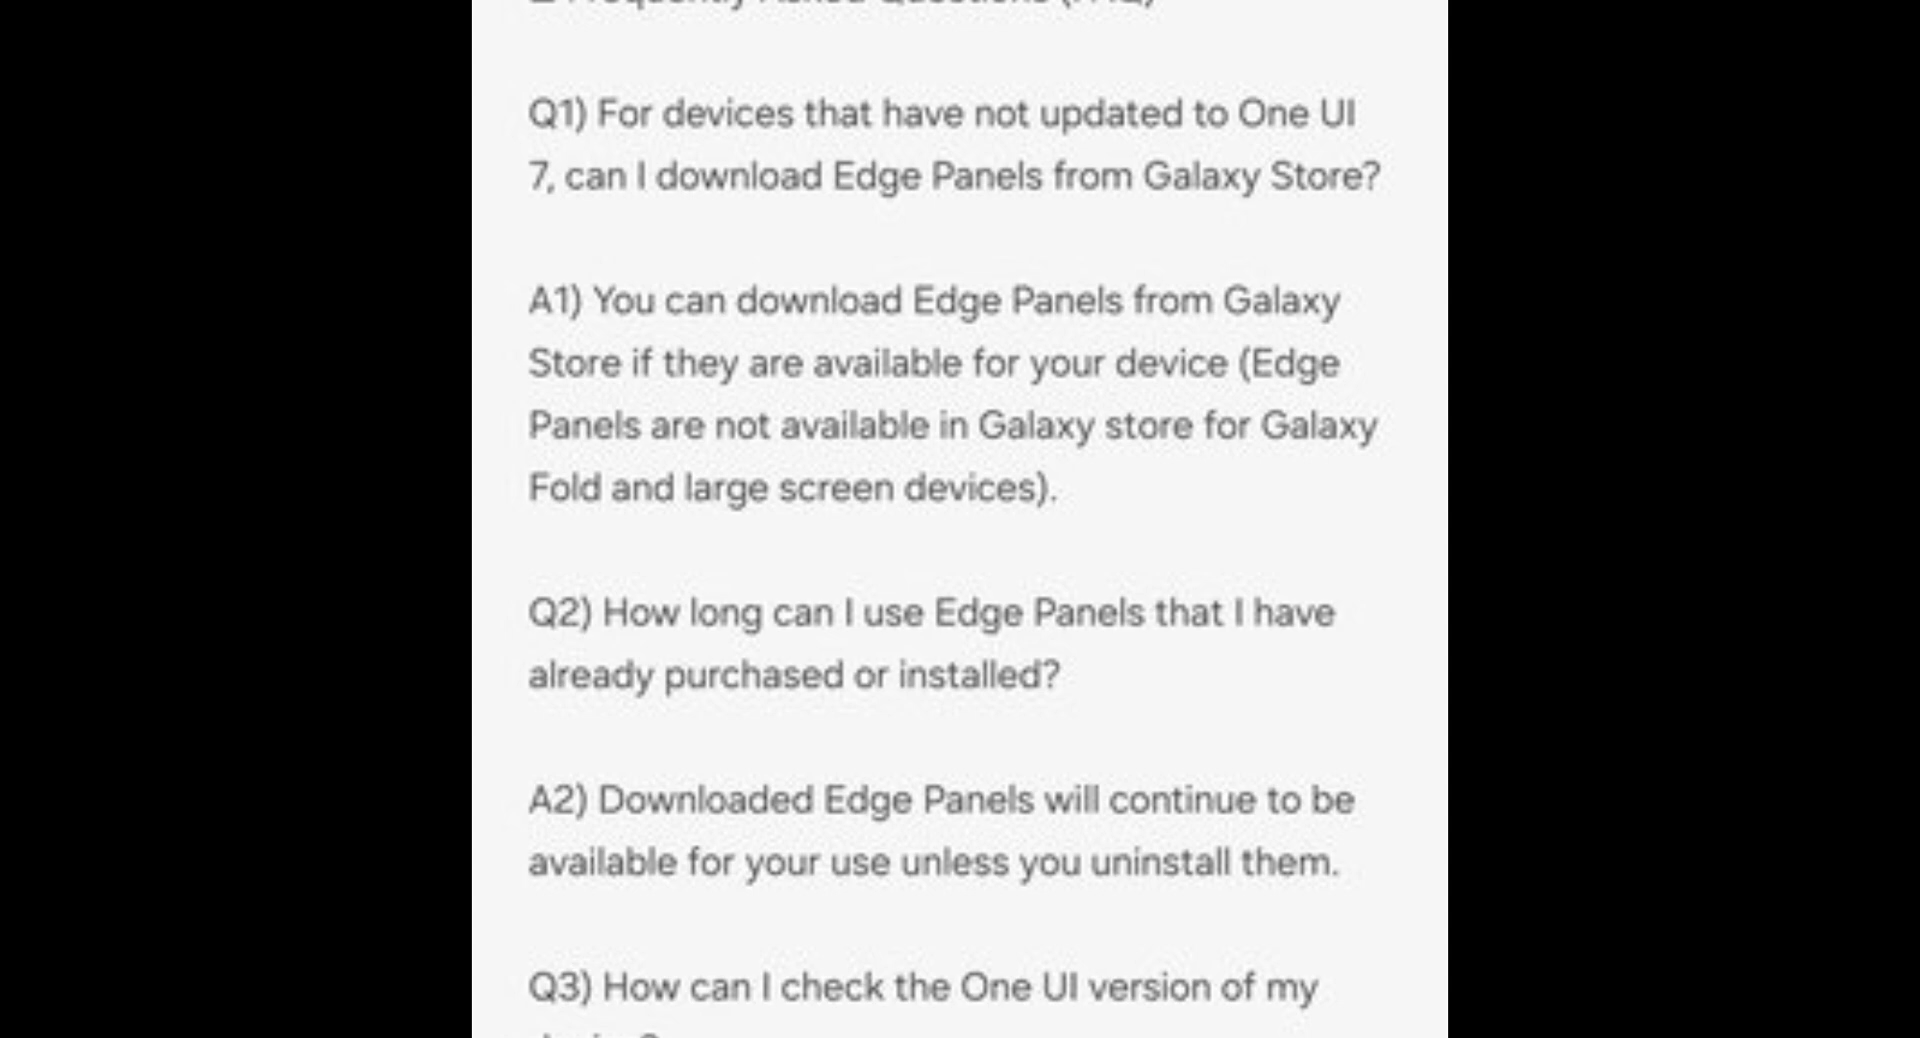 Frequently Asked Questions (FAQ)
Q1) For devices that have not updated to One UI
7, can I download Edge Panels from Galaxy Store?
A1) You can download Edge Panels from Galaxy
Store if they are available for your device (Edge
Panels are not available in Galaxy store for Galaxy
Fold and large screen devices).
Q2) How long can I use Edge Panels that I have
already purchased or installed?
A2) Downloaded Edge Panels will continue to be
available for your use unless you uninstall them.
Q3) How can I check the One UI version of my